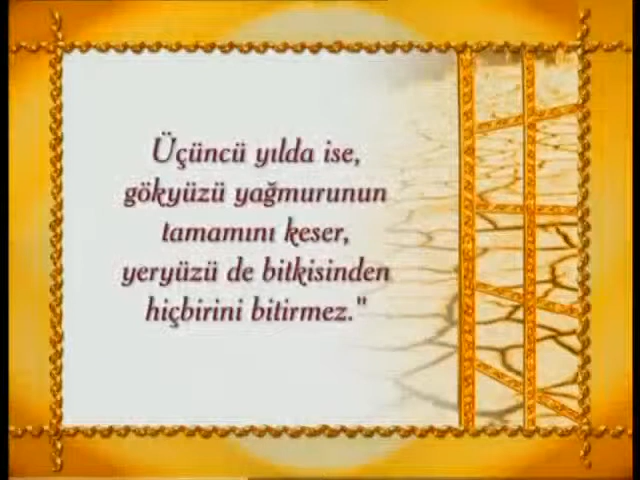 Üçüncü yılda ise,
gökyüzü yağmurunun
tamamını keser,
yeryüzü de bitkisinden
hiçbirini bitirmez."